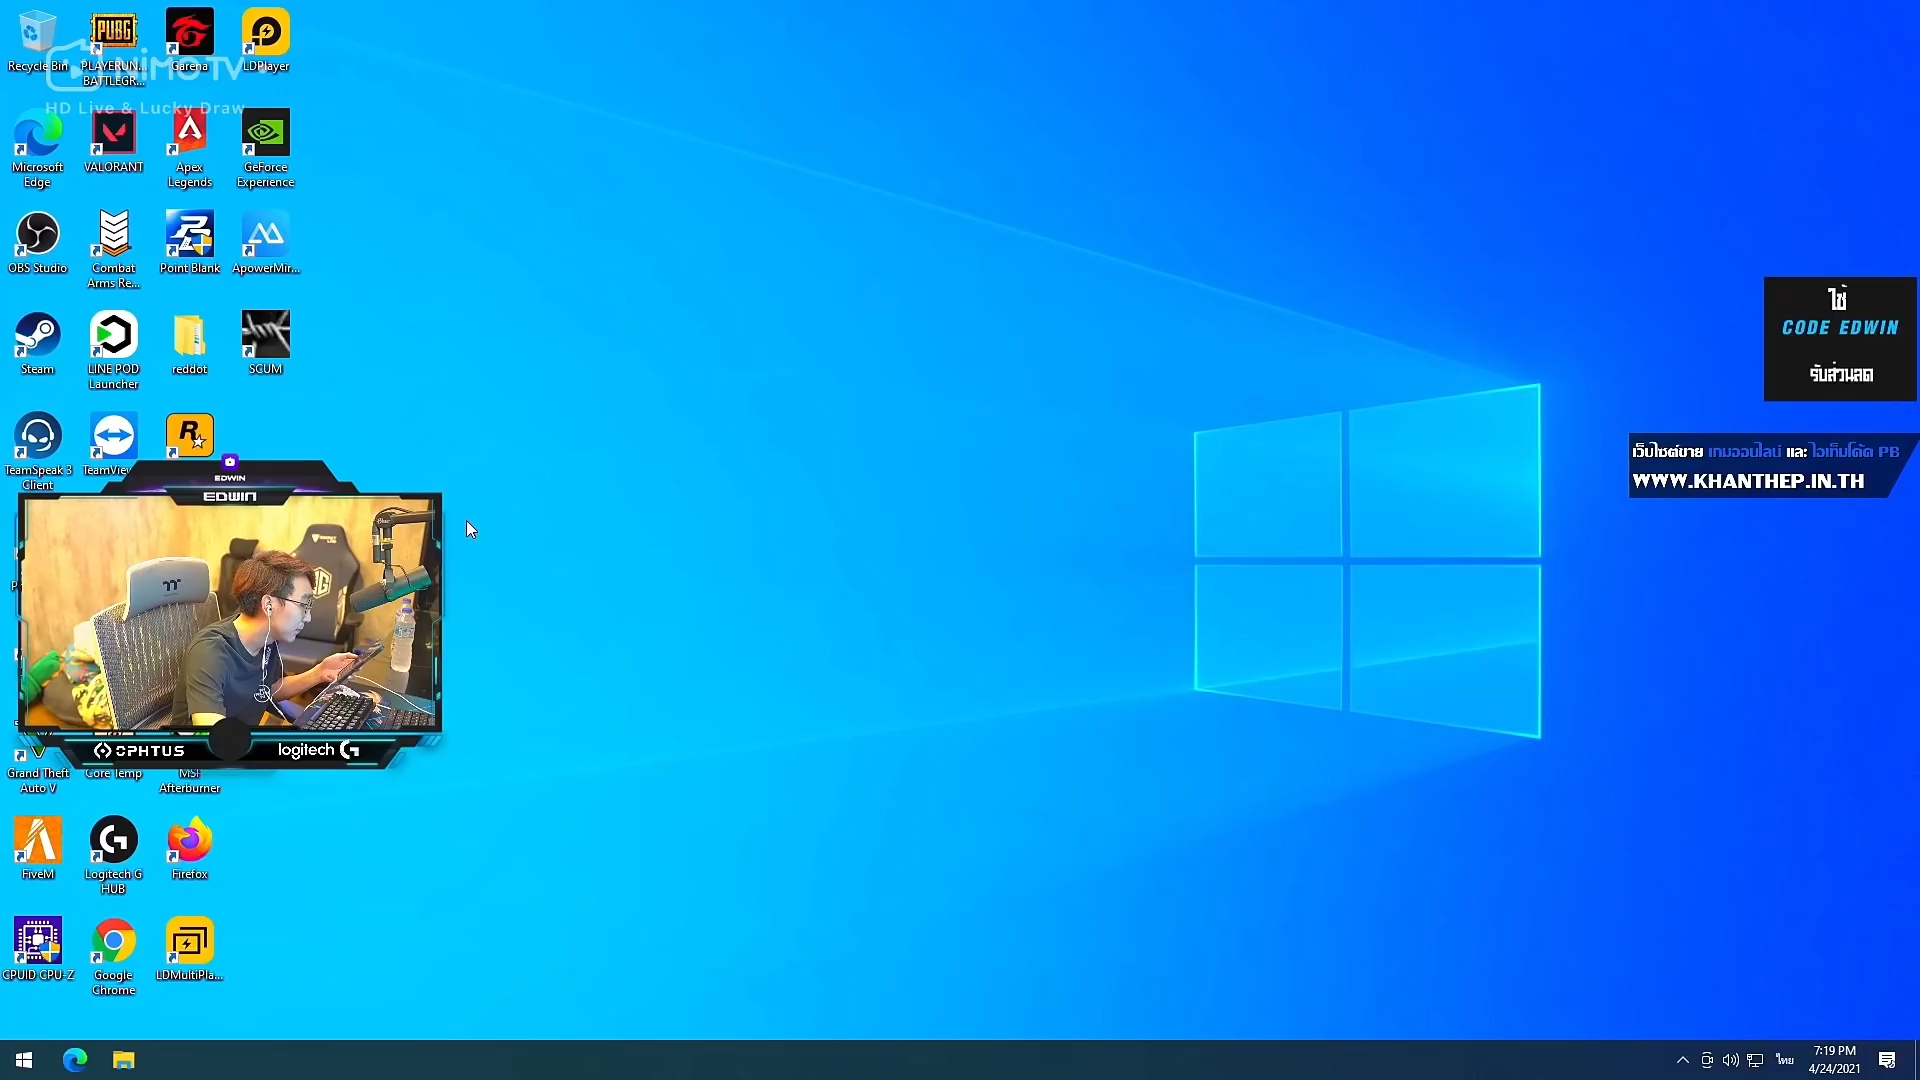 Recycle Bin
PLAYERUN...
BATTLEGR...
Garena
LDPlayer
nimo TV
HD Live & Lucky Draw
Microsoft
Edge
VALORANT
Apex
Legends
GeForce
Experience
OBS Studio
Combat
Arms Re...
Point Blank
ApowerMir...
Steam
LINE POD
Launcher
reddot
SCUM
TeamSpeak 3
Client
TeamView
EDWIN
EDWIN
OPHTUS
logitech G
Grand Theft
Auto V
Core Temp
MSI
Afterburner
FiveM
Logitech G
HUB
Firefox
CPUID CPU-Z
Google
Chrome
LDMultiPla...
ใช้
CODE EDWIN
รับส่วนลด
เว็บไซต์ขาย เกมออนไลน์ และ ไอเท็มโค้ด PB
WWW.KHANTHEP.IN.TH
ไทย
7:19 PM
4/24/2021